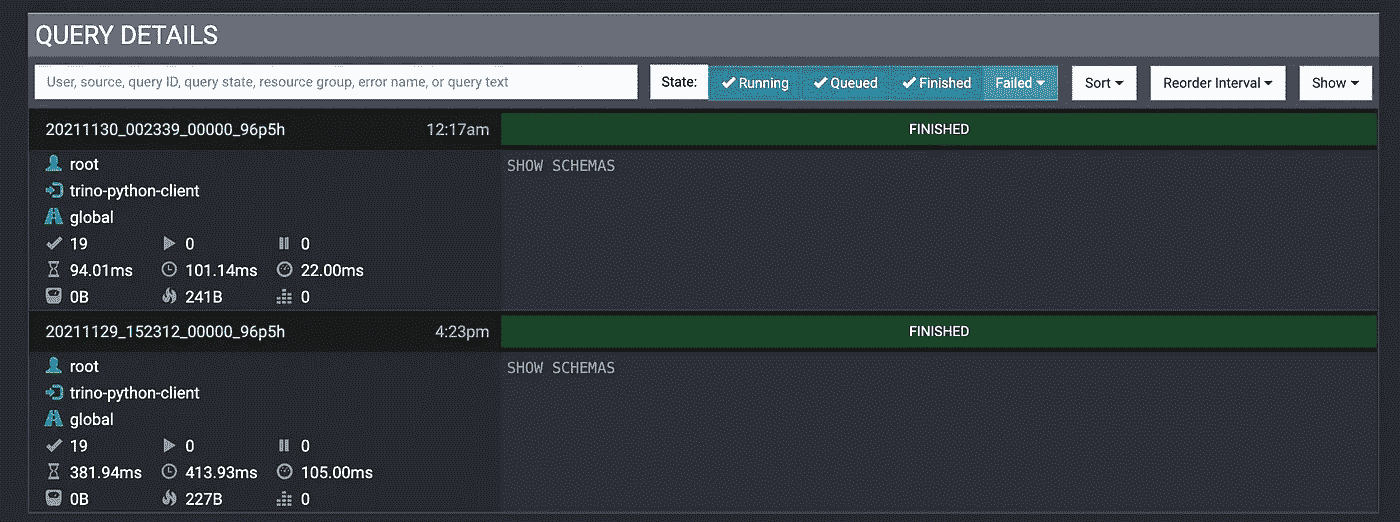 QUERY DETAILS
User, source, query ID, query state, resource group, error name, or query text State: Running Queued Finished Failed Sort Reorder Interval Show
20211130_002339_00000_96p5h 12:17am FINISHED
root SHOW SCHEMAS
trino-python-client
global
19 0 0
94.01ms 101.14ms 22.00ms
0B 241B 0
20211129_152312_00000_96p5h 4:23pm FINISHED
root SHOW SCHEMAS
trino-python-client
global
19 0 0
381.94ms 413.93ms 105.00ms
0B 227B 0